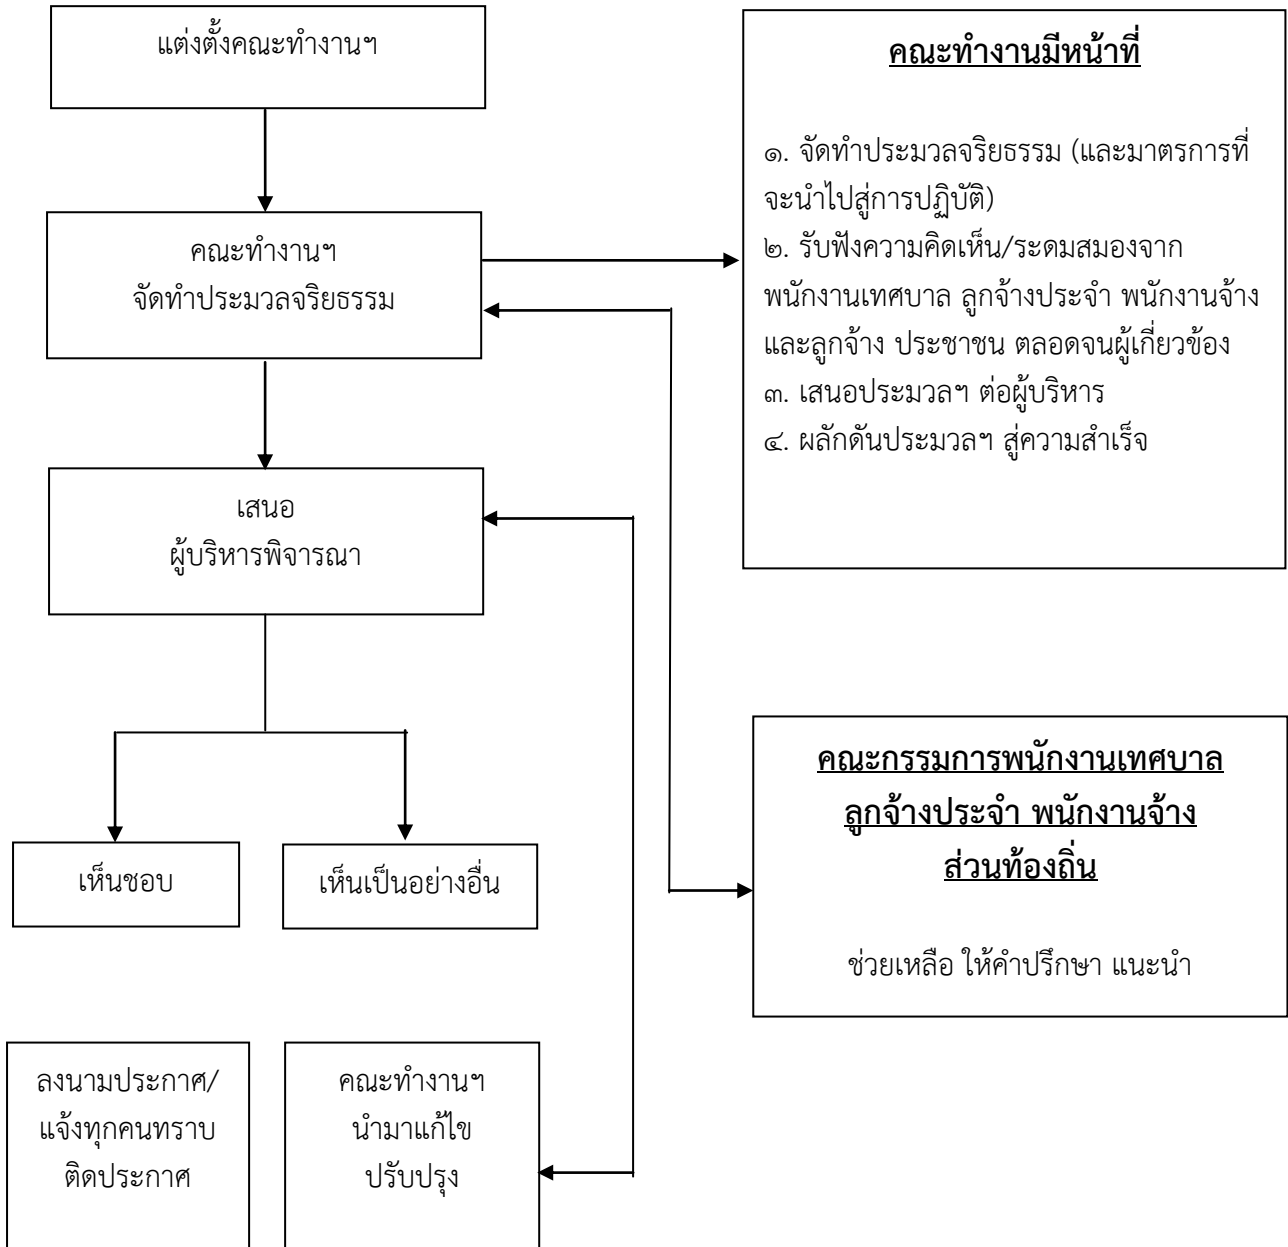 แต่งตั้งคณะทำงานฯ
คณะทำงานฯ
จัดทำประมวลจริยธรรม
เสนอ
ผู้บริหารพิจารณา
เห็นชอบ
เห็นเป็นอย่างอื่น
ลงนามประกาศ/
แจ้งทุกคนทราบ
ติดประกาศ
คณะทำงานฯ
นำมาแก้ไข
ปรับปรุง
คณะทำงานมีหน้าที่
๑. จัดทำประมวลจริยธรรม (และมาตรการที่
จะนำไปสู่การปฏิบัติ)
๒. รับฟังความคิดเห็น/ระดมสมองจาก
พนักงานเทศบาล ลูกจ้างประจำ พนักงานจ้าง
และลูกจ้าง ประชาชน ตลอดจนผู้เกี่ยวข้อง
๓. เสนอประมวลฯ ต่อผู้บริหาร
๔. ผลักดันประมวลฯ สู่ความสำเร็จ
คณะกรรมการพนักงานเทศบาล
ลูกจ้างประจำ พนักงานจ้าง
ส่วนท้องถิ่น
ช่วยเหลือ ให้คำปรึกษา แนะนำ